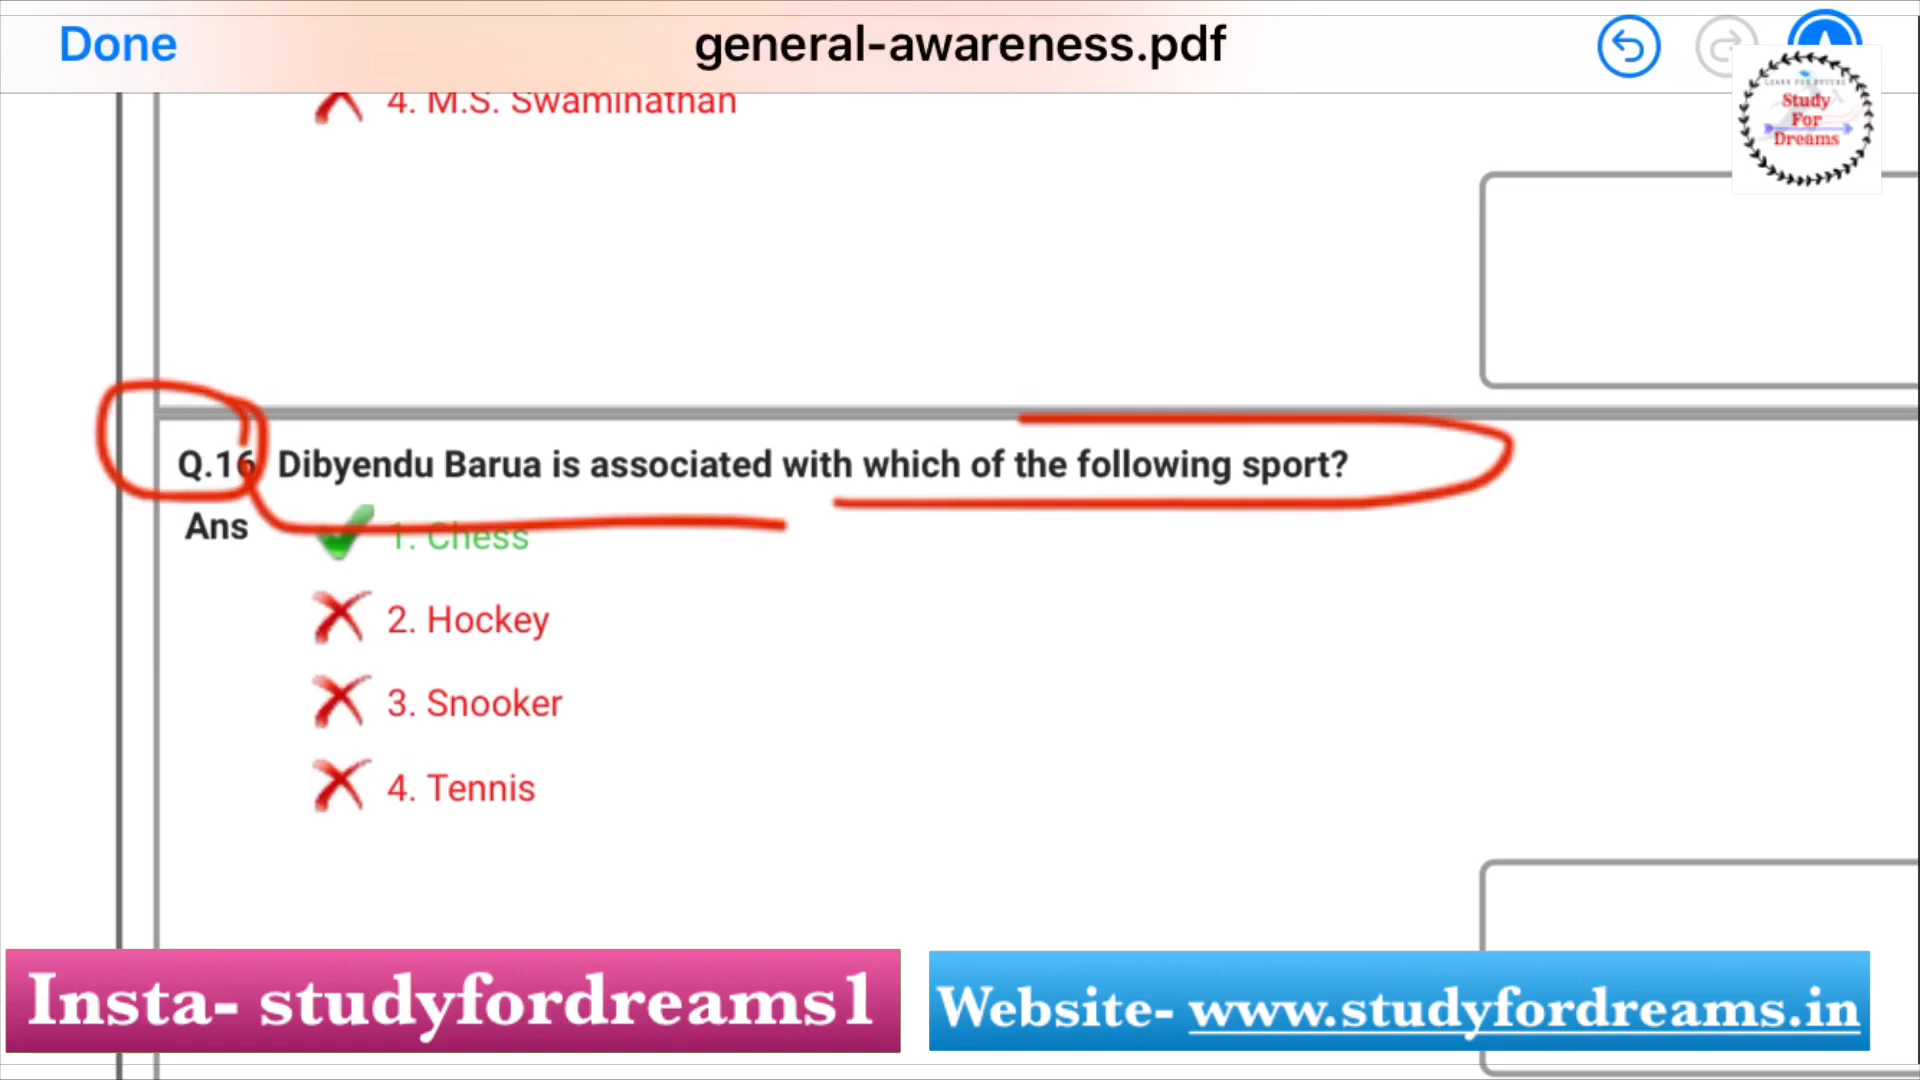 Done
general-awareness.pdf
4. M.S. Swaminathan
Study
For
Dreams
Q.16 Dibyendu Barua is associated with which of the following sport?
Ans
1. Chess
2. Hockey
3. Snooker
4. Tennis
Insta- studyfordreams1
Website- www.studyfordreams.in